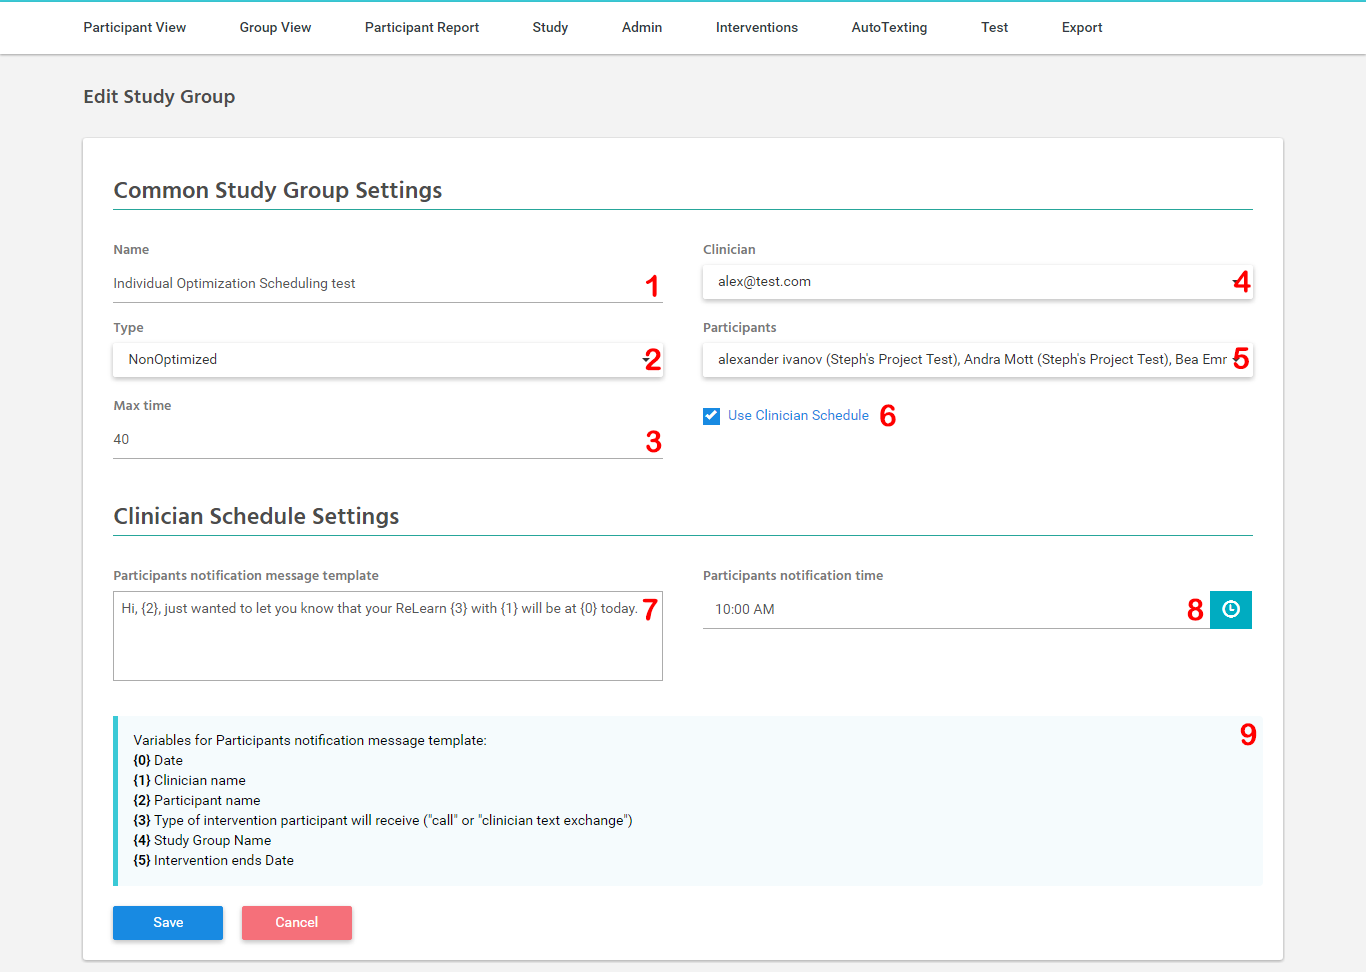 Participant View Group View Participant Report Study Admin Interventions AutoTexting Test Export
Edit Study Group
Common Study Group Settings
Name
Individual Optimization Scheduling test 1
Clinician
alex@test.com 4
Type
NonOptimized 2
Participants
alexander ivanov (Steph's Project Test), Andra Mott (Steph's Project Test), Bea Emr 5
Max time
40 3
Use Clinician Schedule 6
Clinician Schedule Settings
Participants notification message template
Hi, {2}, just wanted to let you know that your ReLearn {3} with {1} will be at {0} today. 7
Participants notification time
10:00 AM 8
9
Variables for Participants notification message template:
{0} Date
{1} Clinician name
{2} Participant name
{3} Type of intervention participant will receive ("call" or "clinician text exchange")
{4} Study Group Name
{5} Intervention ends Date
Save Cancel